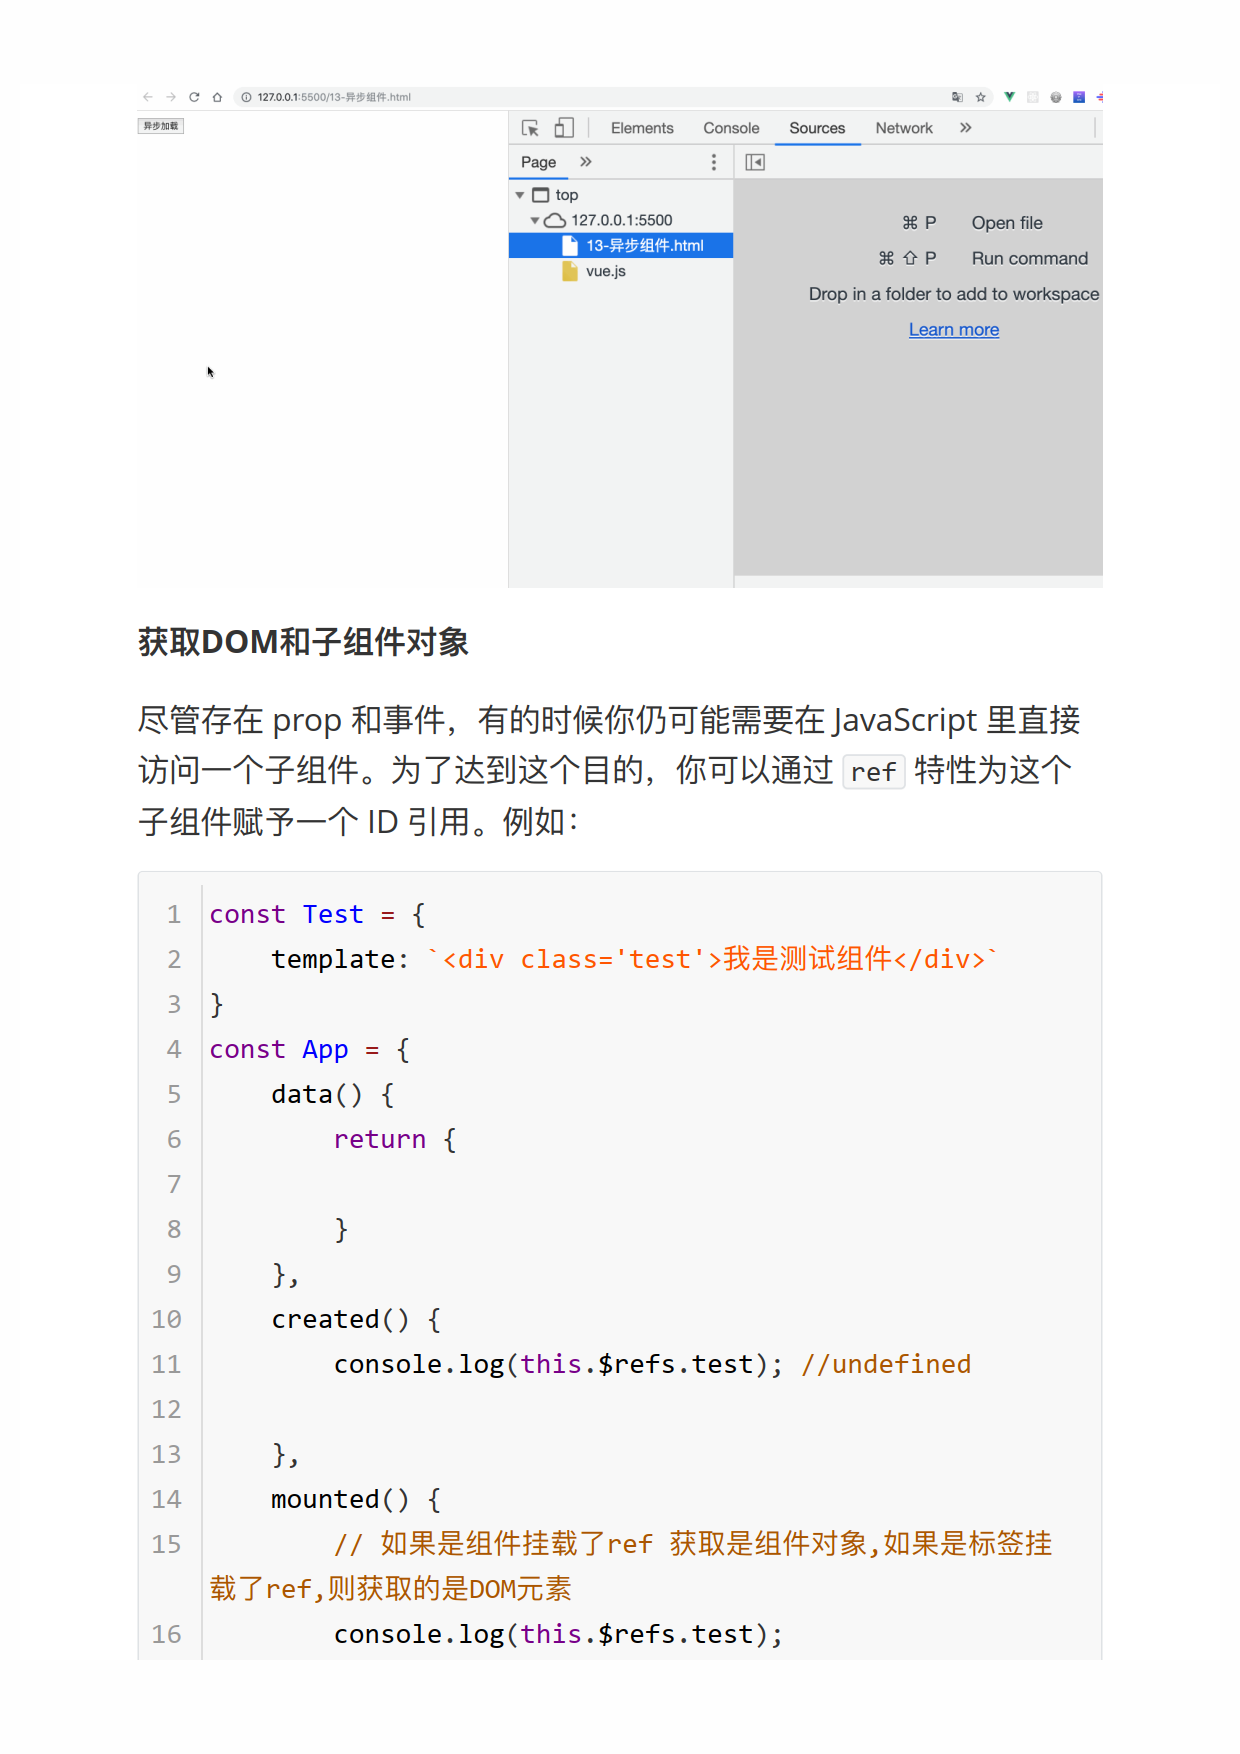 127.0.0.1:5500/13-异步组件.html
异步加载
Elements Console Sources Network »
Page »
top
127.0.0.1:5500
13-异步组件.html
vue.js
⌘ P Open file
⌘ ⇧ P Run command
Drop in a folder to add to workspace
Learn more
获取DOM和子组件对象
尽管存在 prop 和事件，有的时候你仍可能需要在 JavaScript 里直接
访问一个子组件。为了达到这个目的，你可以通过 ref 特性为这个
子组件赋予一个 ID 引用。例如：
1 const Test = {
2     template: `<div class='test'>我是测试组件</div>`
3 }
4 const App = {
5     data() {
6         return {
7
8         }
9     },
10     created() {
11         console.log(this.$refs.test); //undefined
12
13     },
14     mounted() {
15         // 如果是组件挂载了ref 获取是组件对象,如果是标签挂
载了ref,则获取的是DOM元素
16         console.log(this.$refs.test);